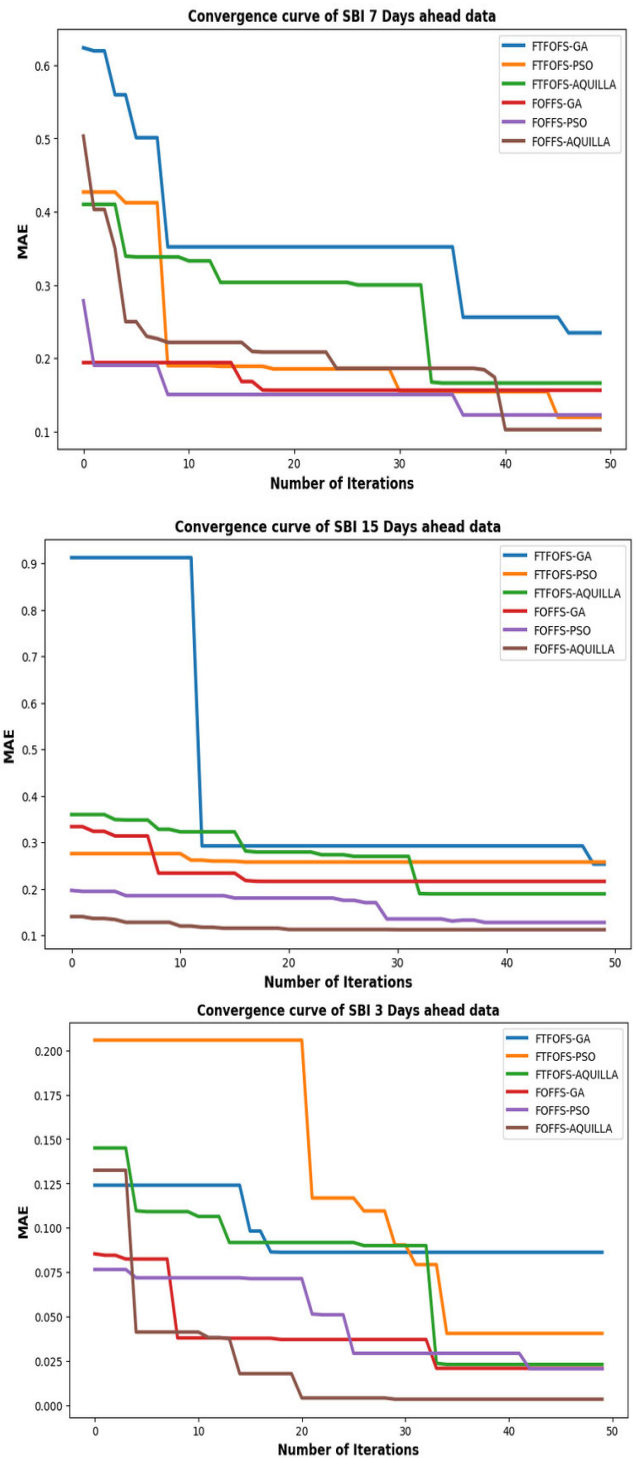 Convergence curve of SBI 7 Days ahead data
FTFOFS-GA
FTFOFS-PSO
FTFOFS-AQUILLA
FOFFS-GA
FOFFS-PSO
FOFFS-AQUILLA
0.6
0.5
0.4
0.3
0.2
0.1
MAE
0 10 20 30 40 50
Number of Iterations
Convergence curve of SBI 15 Days ahead data
FTFOFS-GA
FTFOFS-PSO
FTFOFS-AQUILLA
FOFFS-GA
FOFFS-PSO
FOFFS-AQUILLA
0.9
0.8
0.7
0.6
0.5
0.4
0.3
0.2
0.1
MAE
0 10 20 30 40 50
Number of Iterations
Convergence curve of SBI 3 Days ahead data
FTFOFS-GA
FTFOFS-PSO
FTFOFS-AQUILLA
FOFFS-GA
FOFFS-PSO
FOFFS-AQUILLA
0.200
0.175
0.150
0.125
0.100
0.075
0.050
0.025
0.000
MAE
0 10 20 30 40 50
Number of Iterations